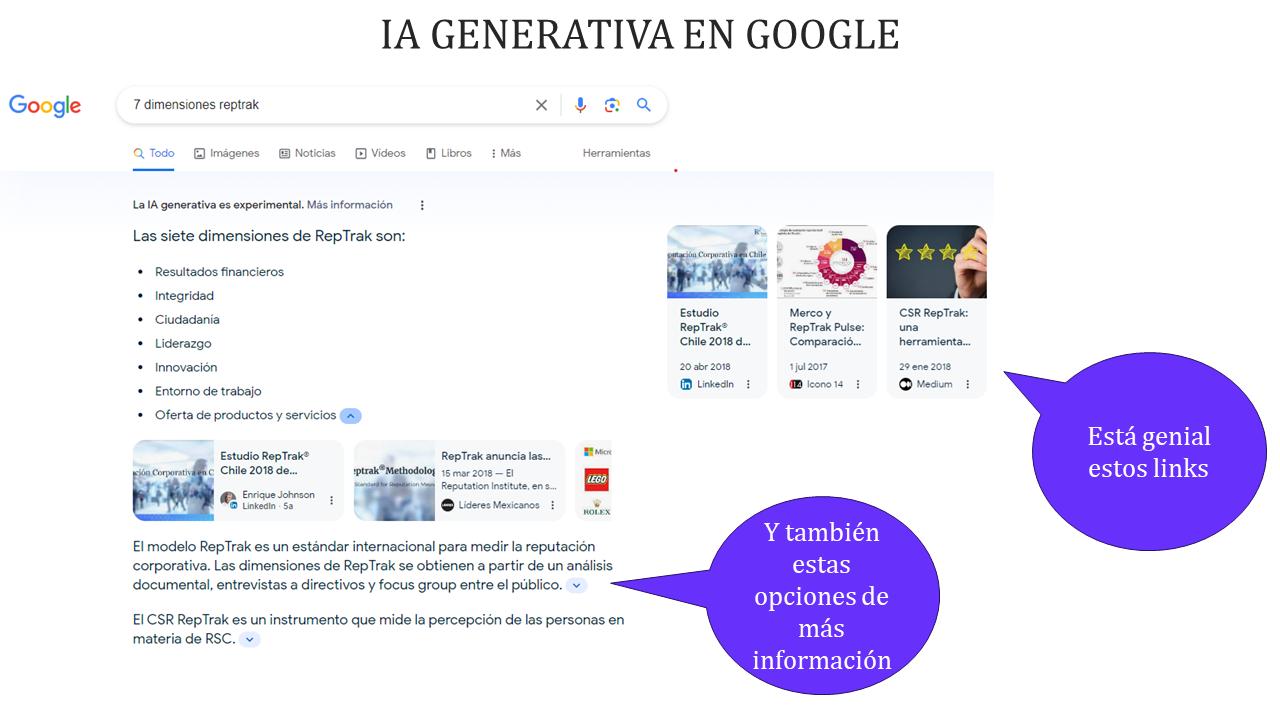 IA GENERATIVA EN GOOGLE
Google
7 dimensiones reptrak
Todo
Imágenes
Noticias
Vídeos
Libros
Más
Herramientas
La IA generativa es experimental. Más información
Las siete dimensiones de RepTrak son:
Resultados financieros
Integridad
Ciudadanía
Liderazgo
Innovación
Entorno de trabajo
Oferta de productos y servicios
Estudio RepTrak®
Chile 2018 de...
Enrique Johnson
LinkedIn · 5a
RepTrak anuncia las...
15 mar 2018 — El
Reputation Institute, en s...
Líderes Mexicanos
LEGO
ROLEX
El modelo RepTrak es un estándar internacional para medir la reputación
corporativa. Las dimensiones de RepTrak se obtienen a partir de un análisis
documental, entrevistas a directivos y focus group entre el público.
El CSR RepTrak es un instrumento que mide la percepción de las personas en
materia de RSC.
Estudio
RepTrak®
Chile 2018 d...
20 abr 2018
LinkedIn
Merco y
RepTrak Pulse:
Comparació...
1 jul 2017
Icono 14
CSR RepTrak:
una
herramienta...
29 ene 2018
Medium
Está genial
estos links
Y también
estas
opciones de
más
información